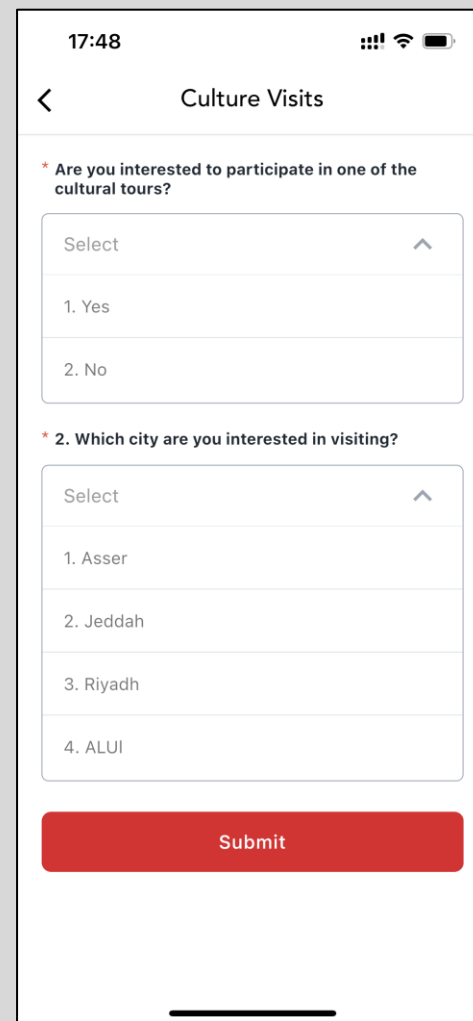 17:48
Culture Visits
* Are you interested to participate in one of the
cultural tours?
Select
1. Yes
2. No
* 2. Which city are you interested in visiting?
Select
1. Asser
2. Jeddah
3. Riyadh
4. ALUl
Submit